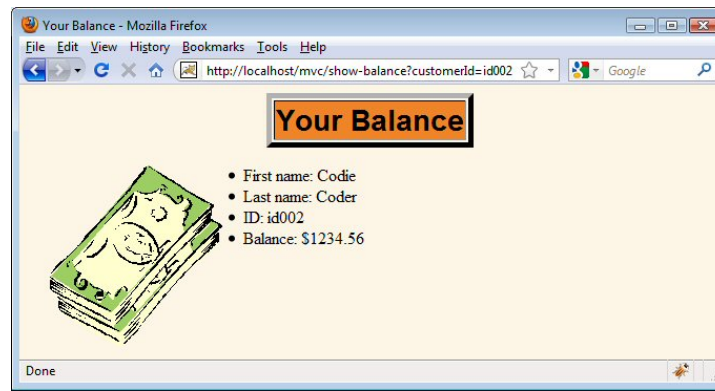 Your Balance - Mozilla Firefox
File Edit View History Bookmarks Tools Help
http://localhost/mvc/show-balance?customerId=id002 Google
Your Balance
First name: Codie
Last name: Coder
ID: id002
Balance: $1234.56
Done